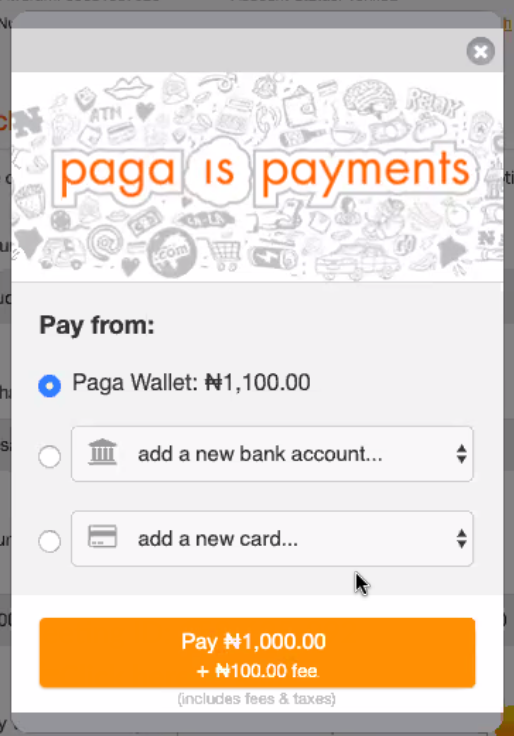 ATM
RELAX
paga is payments
.com
Pay from:
Paga Wallet: ₦1,100.00
add a new bank account...
add a new card...
Pay ₦1,000.00
+ ₦100.00 fee
(includes fees & taxes)